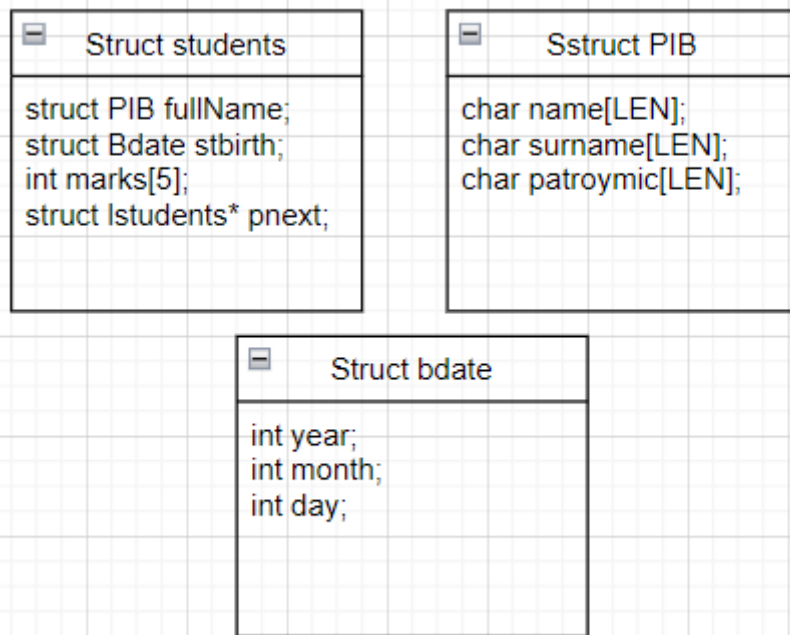 Struct students
struct PIB fullName;
struct Bdate stbirth;
int marks[5];
struct lstudents* pnext;
Sstruct PIB
char name[LEN];
char surname[LEN];
char patroymic[LEN];
Struct bdate
int year;
int month;
int day;